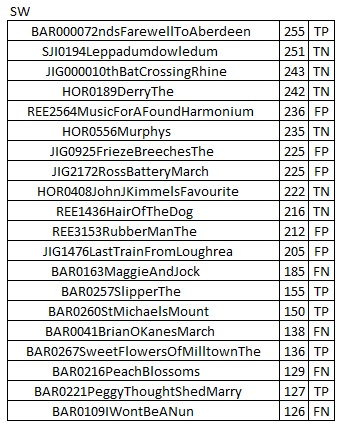 SW
BAR000072ndsFarewellToAberdeen 255 TP
SJI0194Leppadumdowledum 251 TN
JIG000010thBatCrossingRhine 243 TN
HOR0189DerryThe 242 TN
REE2564MusicForAFoundHarmonium 236 FP
HOR0556Murphys 235 TN
JIG0925FriezeBreechesThe 225 FP
JIG2172RossBatteryMarch 225 FP
HOR0408JohnJKimmelsFavourite 222 TN
REE1436HairOfTheDog 216 TN
REE3153RubberManThe 212 FP
JIG1476LastTrainFromLoughrea 205 FP
BAR0163MaggieAndJock 185 FN
BAR0257SlipperThe 155 TP
BAR0260StMichaelsMount 150 TP
BAR0041BrianOKanesMarch 138 FN
BAR0267SweetFlowersOfMilltownThe 136 TP
BAR0216PeachBlossoms 129 FN
BAR0221PeggyThoughtShedMarry 127 TP
BAR0109IWontBeANun 126 FN